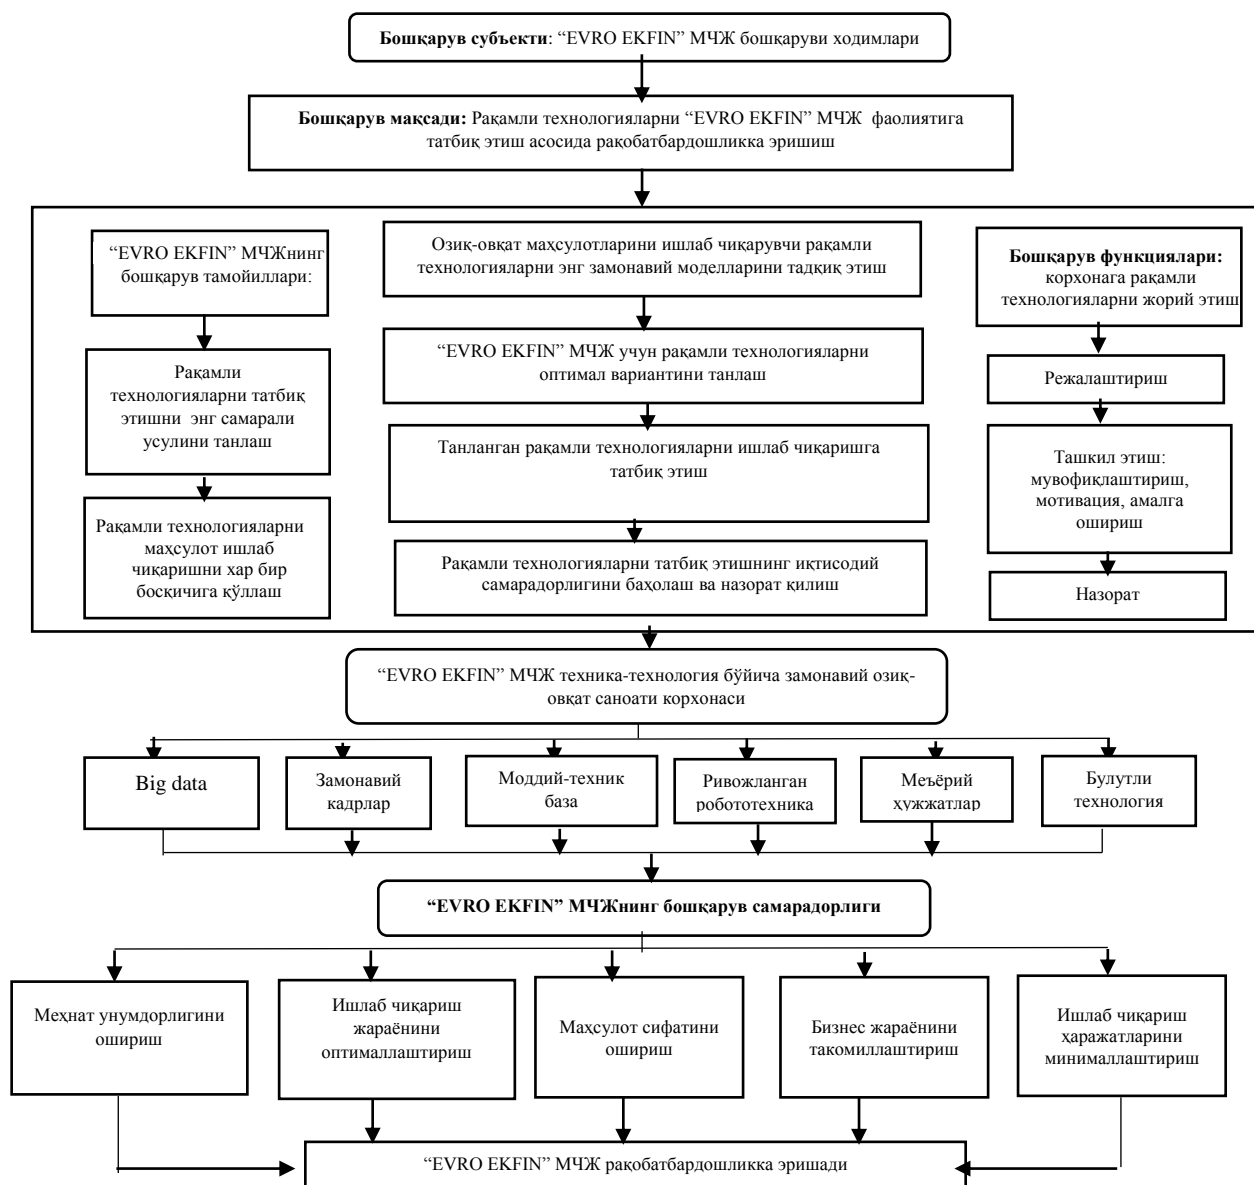 Бошқарув субъекти: “EVRO EKFIN” МЧЖ бошқаруви ходимлари
Бошқарув мақсади: Рақамли технологияларни “EVRO EKFIN” МЧЖ фаолиятига
татбиқ этиш асосида рақобатбардошликка эришиш
“EVRO EKFIN” МЧЖнинг
бошқарув тамойиллари:
Рақамли
технологияларни татбиқ
этишни энг самарали
усулини танлаш
Рақамли технологияларни
маҳсулот ишлаб
чиқаришни хар бир
босқичига қўллаш
Озиқ-овқат маҳсулотларини ишлаб чиқарувчи рақамли
технологияларни энг замонавий моделларини тадқиқ этиш
“EVRO EKFIN” МЧЖ учун рақамли технологияларни
оптимал вариантини танлаш
Танланган рақамли технологияларни ишлаб чиқаришга
татбиқ этиш
Рақамли технологияларни татбиқ этишнинг иқтисодий
самарадорлигини баҳолаш ва назорат қилиш
Бошқарув функциялари:
корхонага рақамли
технологияларни жорий этиш
Режалаштириш
Ташкил этиш:
мувофиқлаштириш,
мотивация, амалга
ошириш
Назорат
“EVRO EKFIN” МЧЖ техника-технология бўйича замонавий озиқ-
овқат саноати корхонаси
Big data
Замонавий
кадрлар
Моддий-техник
база
Ривожланган
робототехника
Меъёрий
ҳужжатлар
Булутли
технология
“EVRO EKFIN” МЧЖнинг бошқарув самарадорлиги
Меҳнат унумдорлигини
ошириш
Ишлаб чиқариш
жараёнини
оптималлаштириш
Маҳсулот сифатини
ошириш
Бизнес жараёнини
такомиллаштириш
Ишлаб чиқариш
ҳаражатларини
минималлаштириш
“EVRO EKFIN” МЧЖ рақобатбардошликка эришади